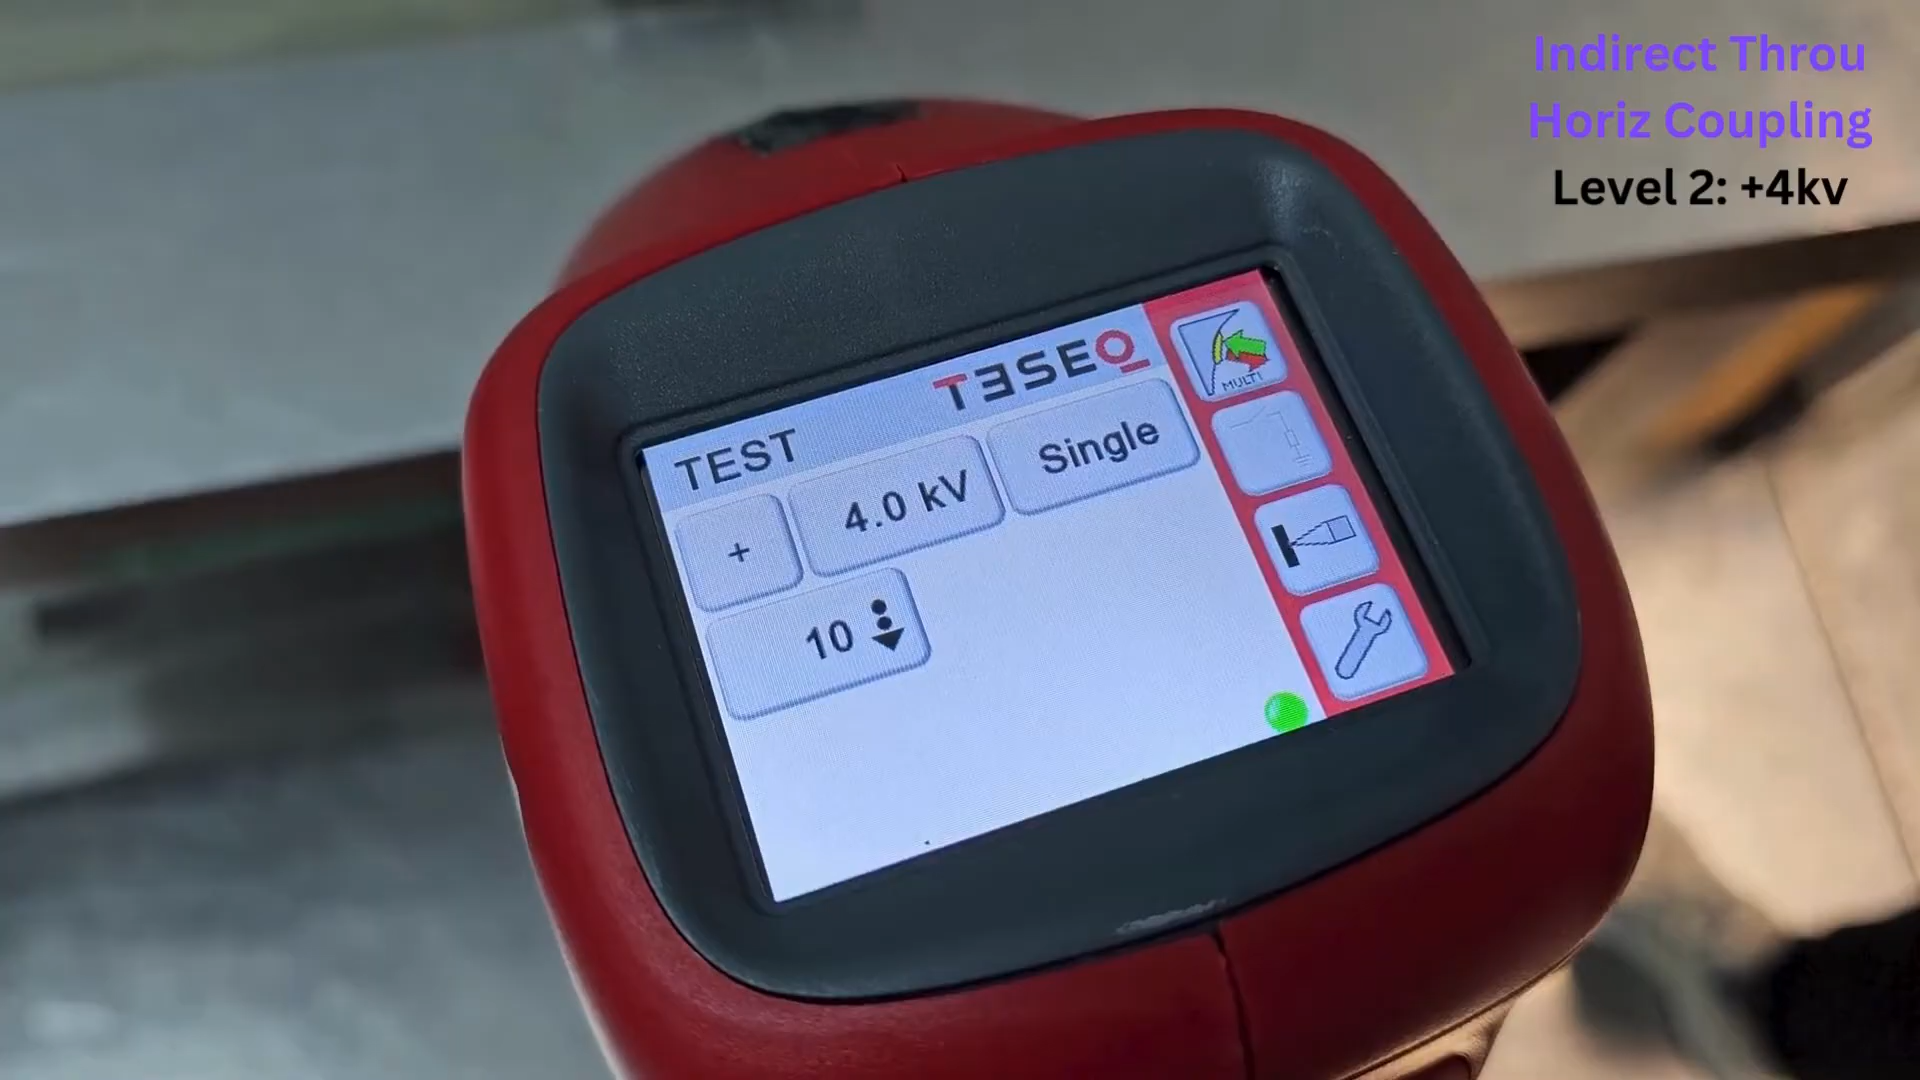 Indirect Throu
Horiz Coupling
Level 2: +4kv
TESEQ
TEST
+
4.0 kV
Single
10
MULTI